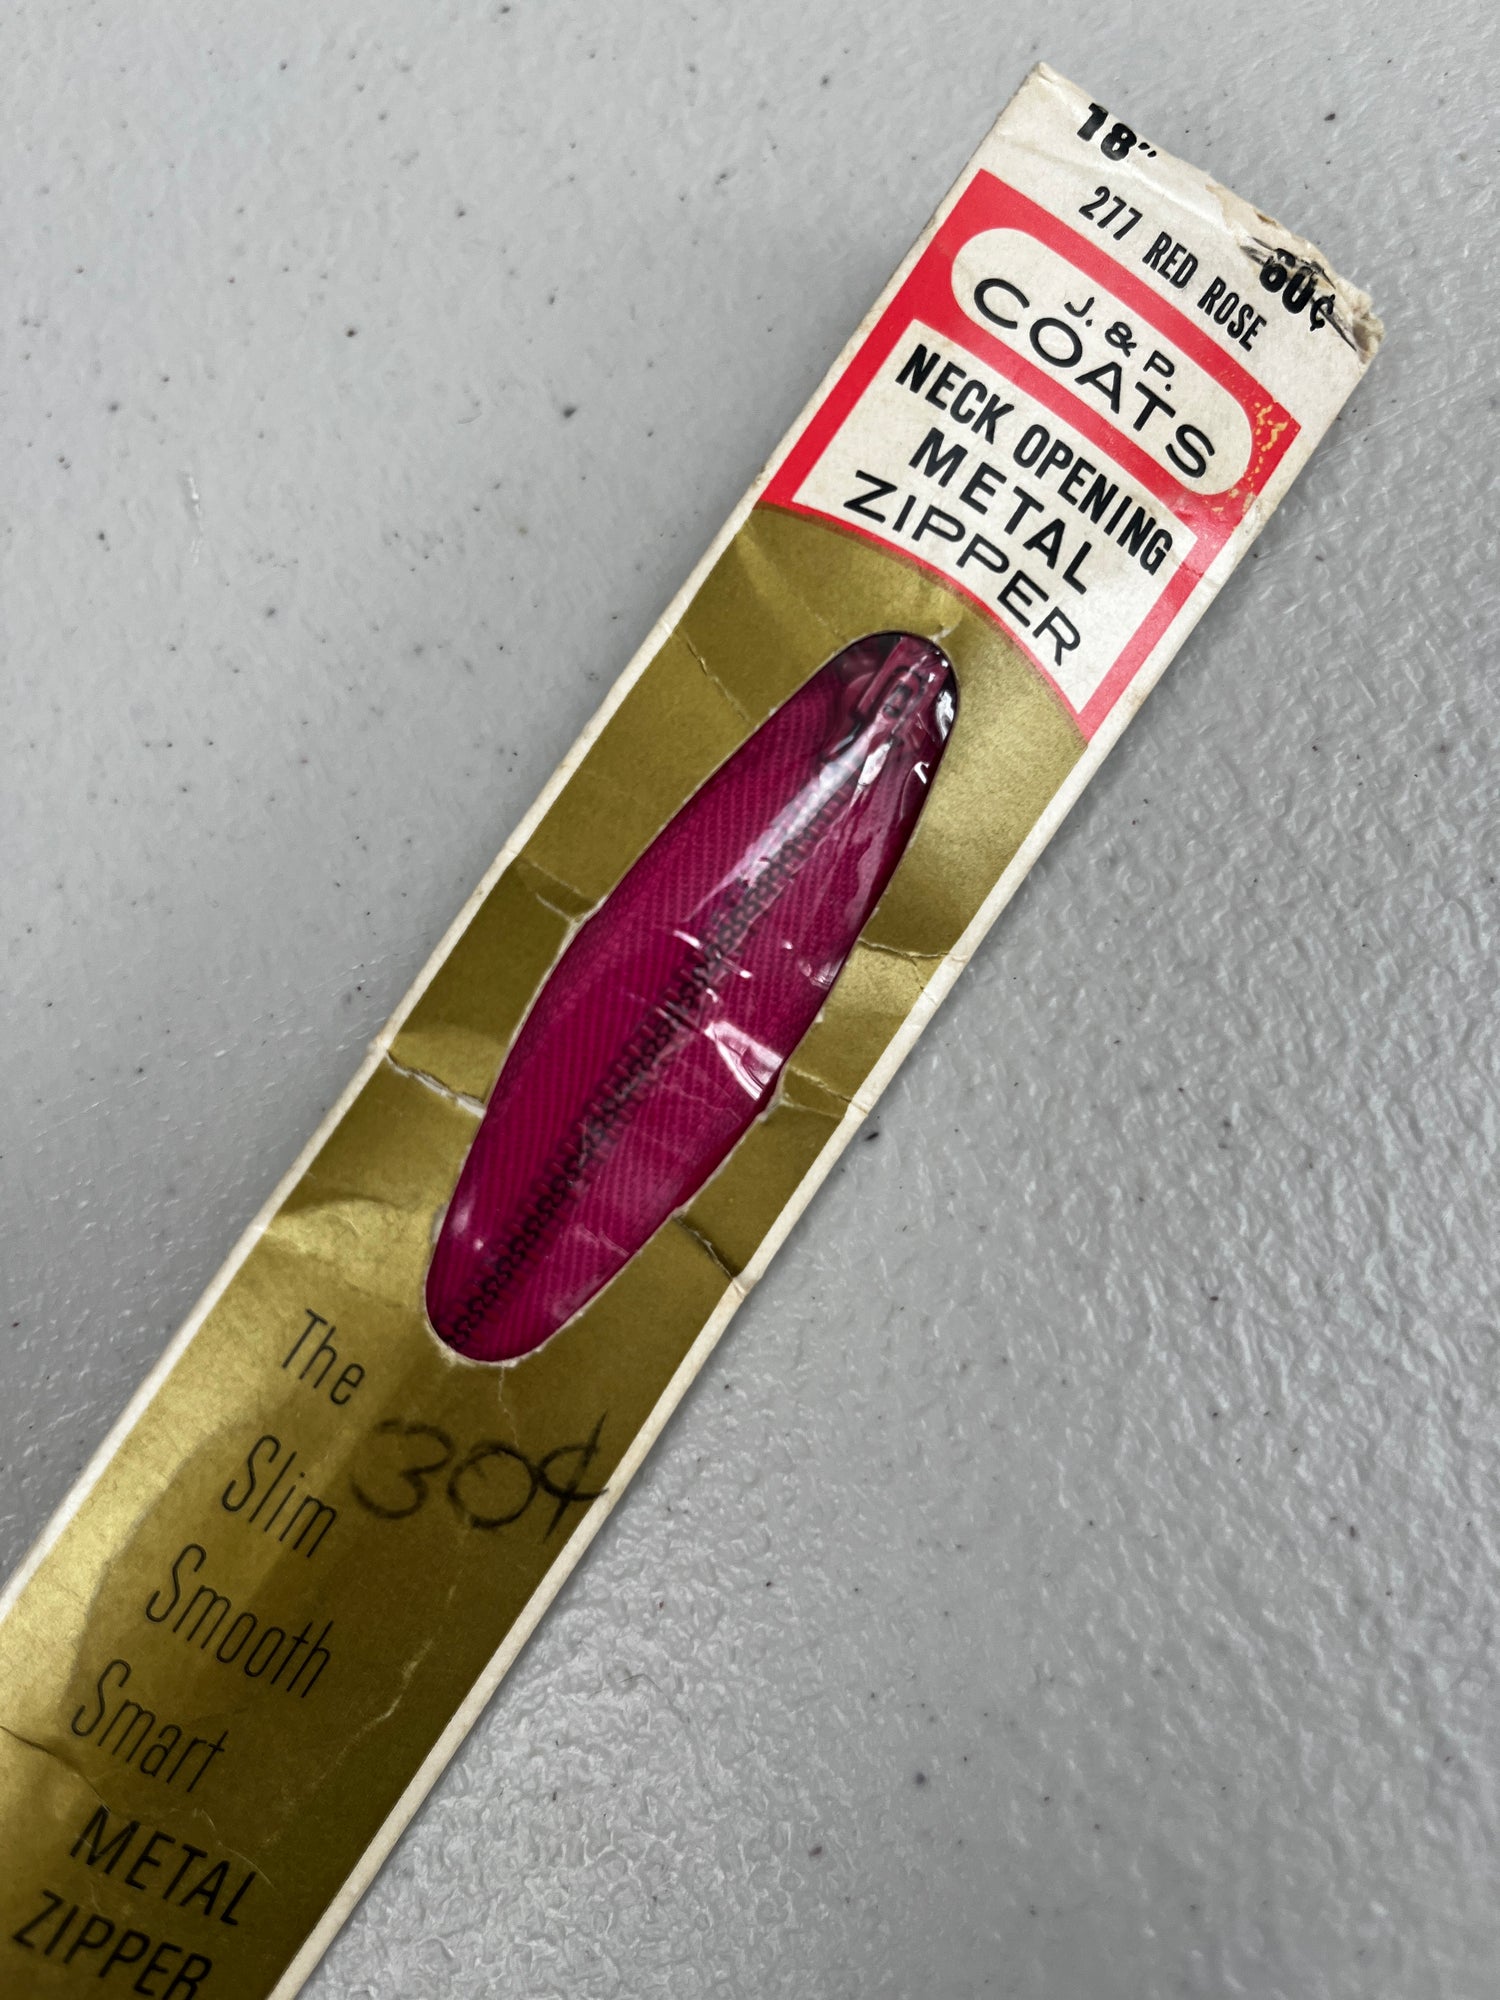 18"
277 RED ROSE 60¢
J. & P.
COATS
NECK OPENING
METAL
ZIPPER
The
30¢
Slim
Smooth
Smart
METAL
ZIPPER